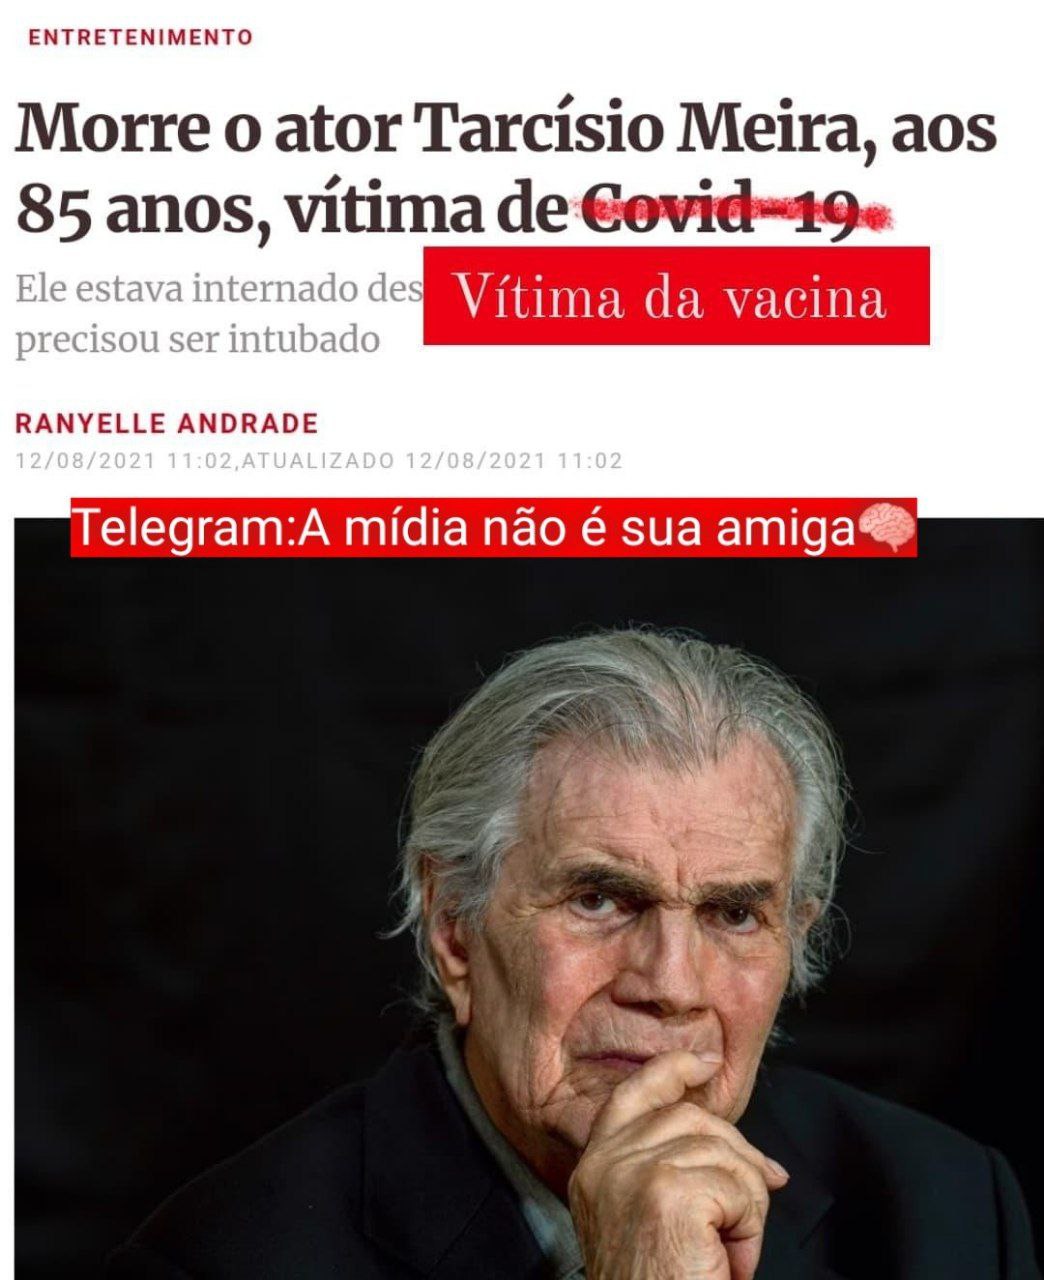 ENTRETENIMENTO
Morre o ator Tarcísio Meira, aos
85 anos, vítima de Covid-19
Ele estava internado des
Vítima da vacina
precisou ser intubado
RANYELLE ANDRADE
12/08/2021 11:02,ATUALIZADO 12/08/2021 11:02
Telegram:A mídia não é sua amiga🧠